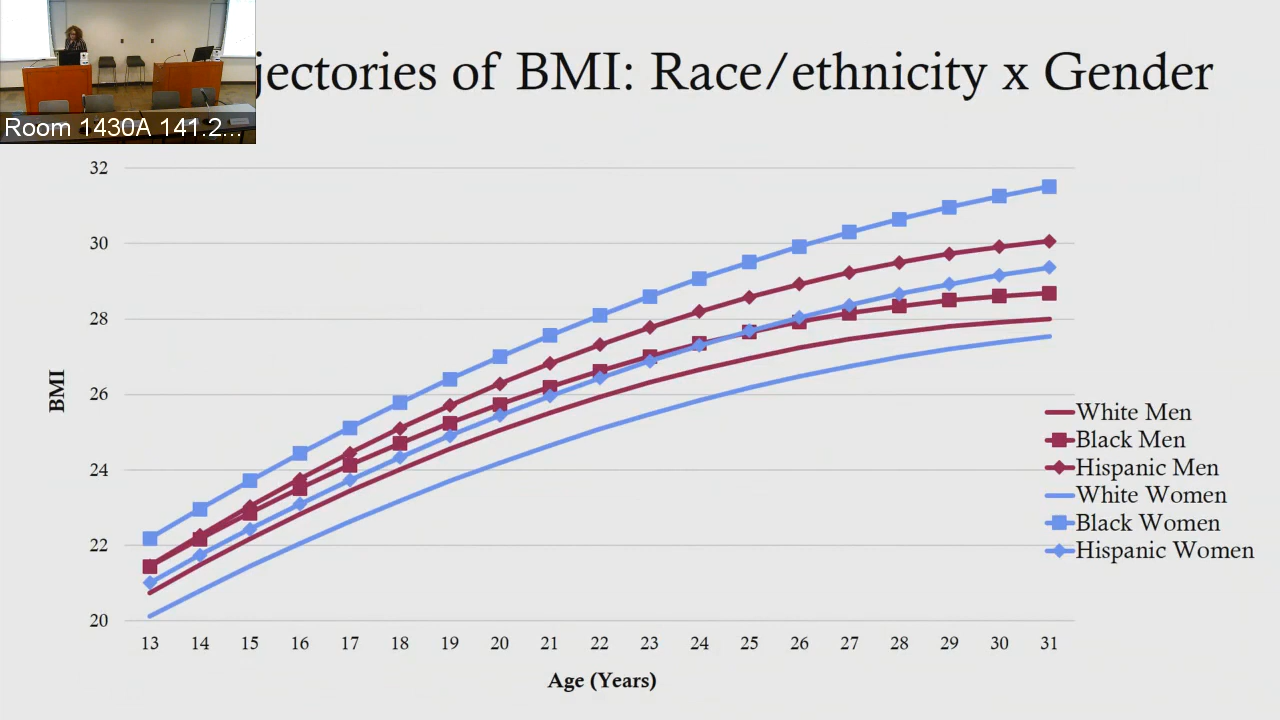 jectories of BMI: Race/ethnicity x Gender
Room 1430A 141.2...
32
30
28
26
24
22
20
BMI
13 14 15 16 17 18 19 20 21 22 23 24 25 26 27 28 29 30 31
Age (Years)
White Men
Black Men
Hispanic Men
White Women
Black Women
Hispanic Women